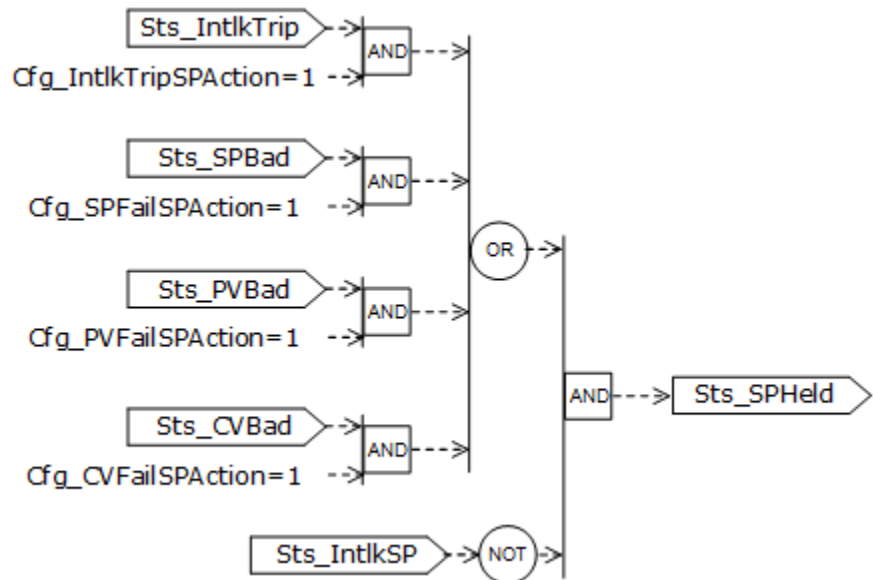 Sts_IntlkTrip
AND
Cfg_IntlkTripSPAction=1
Sts_SPBad
AND
Cfg_SPFailSPAction=1
OR
Sts_PVBad
AND
Cfg_PVFailSPAction=1
AND
Sts_SPHeld
Sts_CVBad
AND
Cfg_CVFailSPAction=1
Sts_IntlkSP
NOT